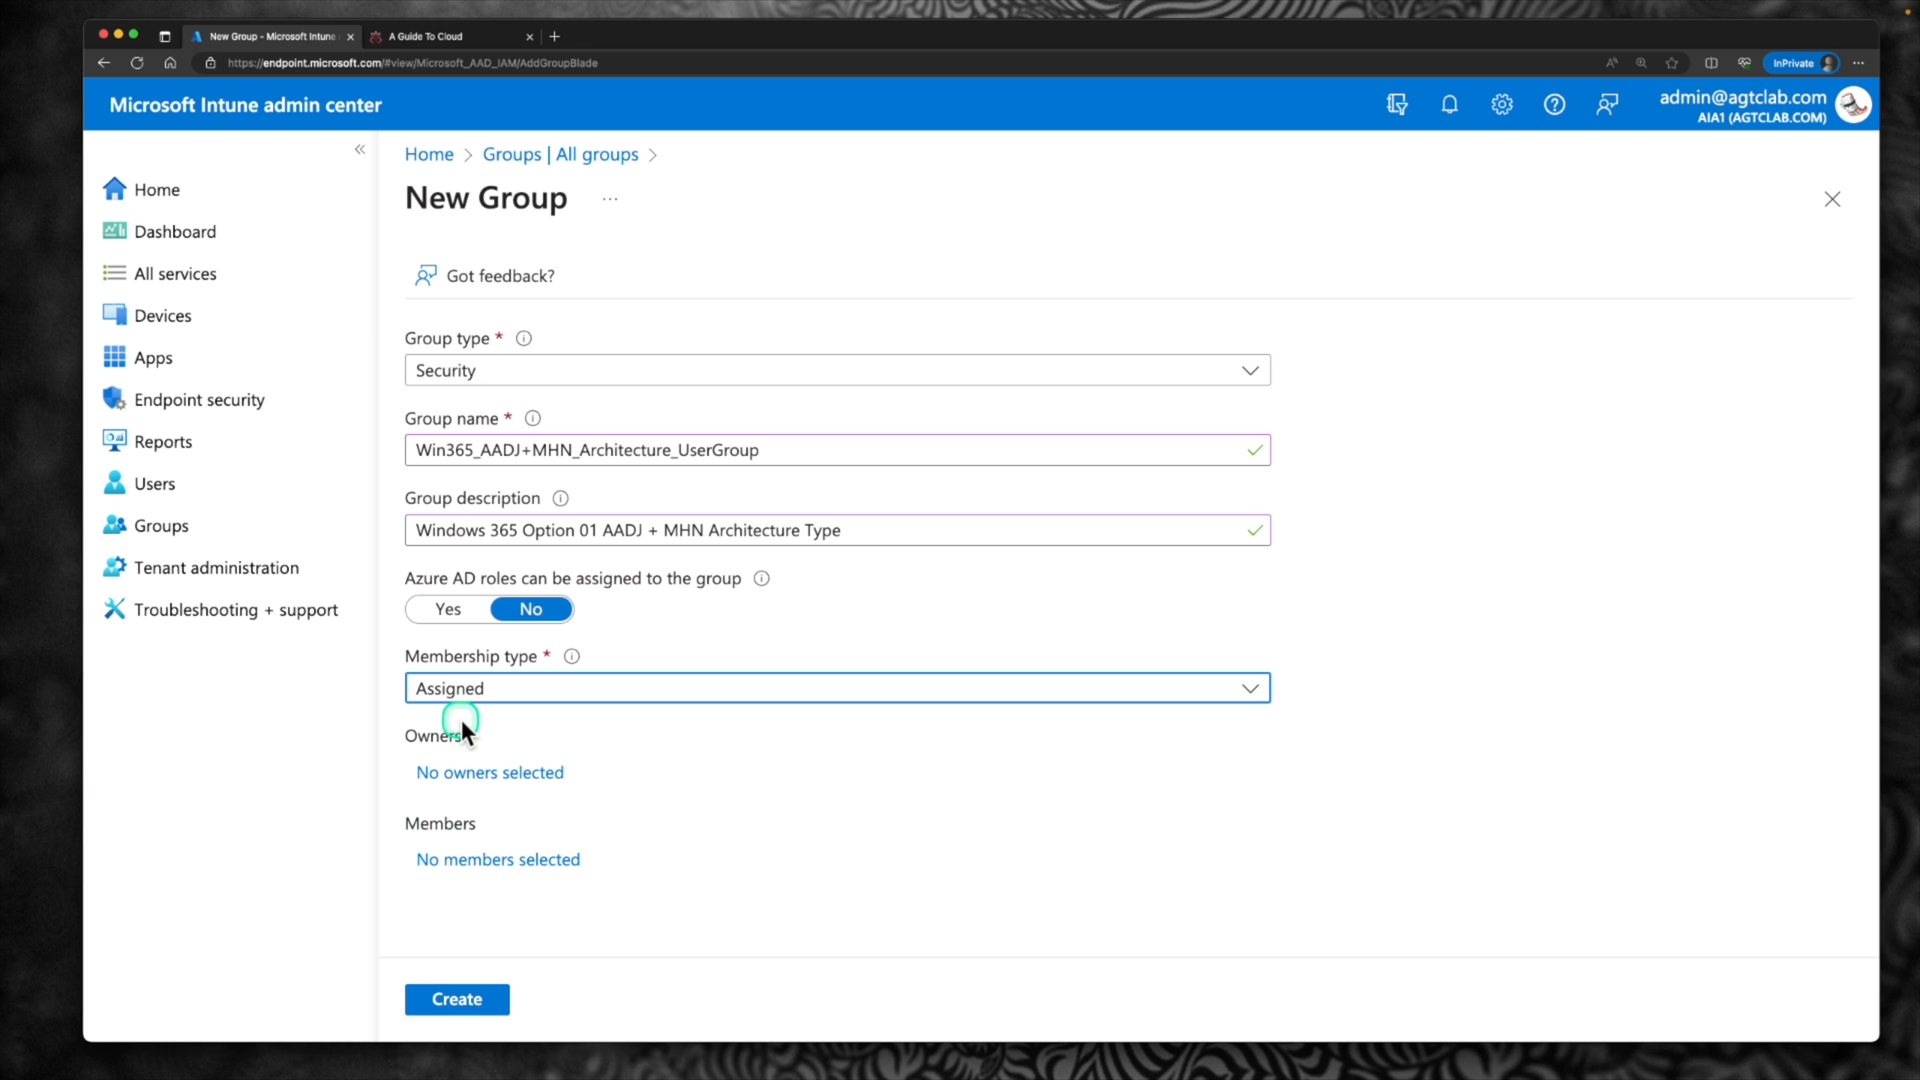 New Group - Microsoft Intune
A Guide To Cloud
https://endpoint.microsoft.com/#view/Microsoft_AAD_IAM/AddGroupBlade
InPrivate
Microsoft Intune admin center
admin@agtclab.com
AIA1 (AGTCLAB.COM)
Home
Dashboard
All services
Devices
Apps
Endpoint security
Reports
Users
Groups
Tenant administration
Troubleshooting + support
Home > Groups | All groups >
New Group ...
Got feedback?
Group type *
Security
Group name *
Win365_AADJ+MHN_Architecture_UserGroup
Group description
Windows 365 Option 01 AADJ + MHN Architecture Type
Azure AD roles can be assigned to the group
Yes No
Membership type *
Assigned
Owners
No owners selected
Members
No members selected
Create